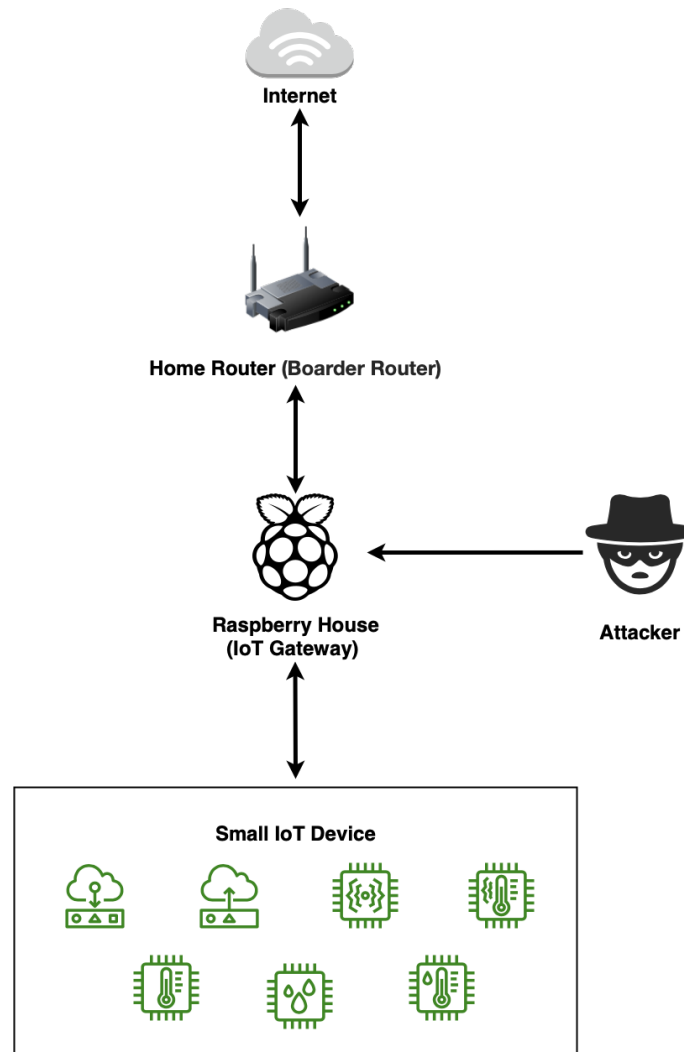 Internet
Home Router (Boarder Router)
Raspberry House
(IoT Gateway)
Attacker
Small IoT Device